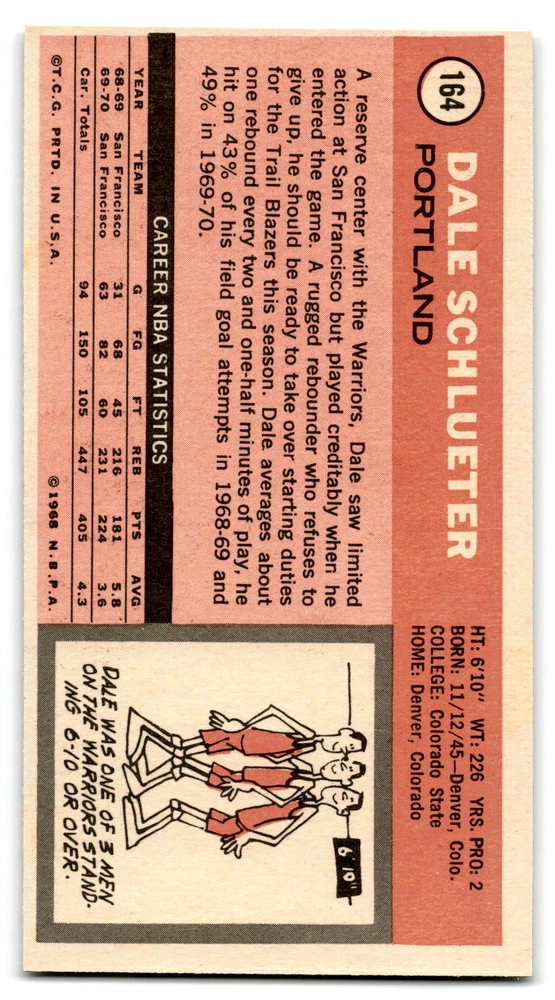 164
DALE SCHLUETER
PORTLAND
HT: 6'10" WT: 226 YRS. PRO: 2
BORN: 11/12/45—Denver, Colo.
COLLEGE: Colorado State
HOME: Denver, Colorado
A reserve center with the Warriors, Dale saw limited
action at San Francisco but played creditably when he
entered the game. A rugged rebounder who refuses to
give up, he should be ready to take over starting duties
for the Trail Blazers this season. Dale averages about
one rebound every two and one-half minutes of play, he
hit on 43% of his field goal attempts in 1968-69 and
49% in 1969-70.
CAREER NBA STATISTICS
YEAR TEAM G FG FT REB PTS AVG
68-69 San Francisco 31 68 45 216 181 5.8
69-70 San Francisco 63 82 60 231 224 3.6
Car. Totals 94 150 105 447 405 4.3
©T.C.G. PRTD. IN U.S.A. ©1968 N.B.P.A.
6'10"
DALE WAS ONE OF 3 MEN
ON THE WARRIORS STAND-
ING 6-10 OR OVER.